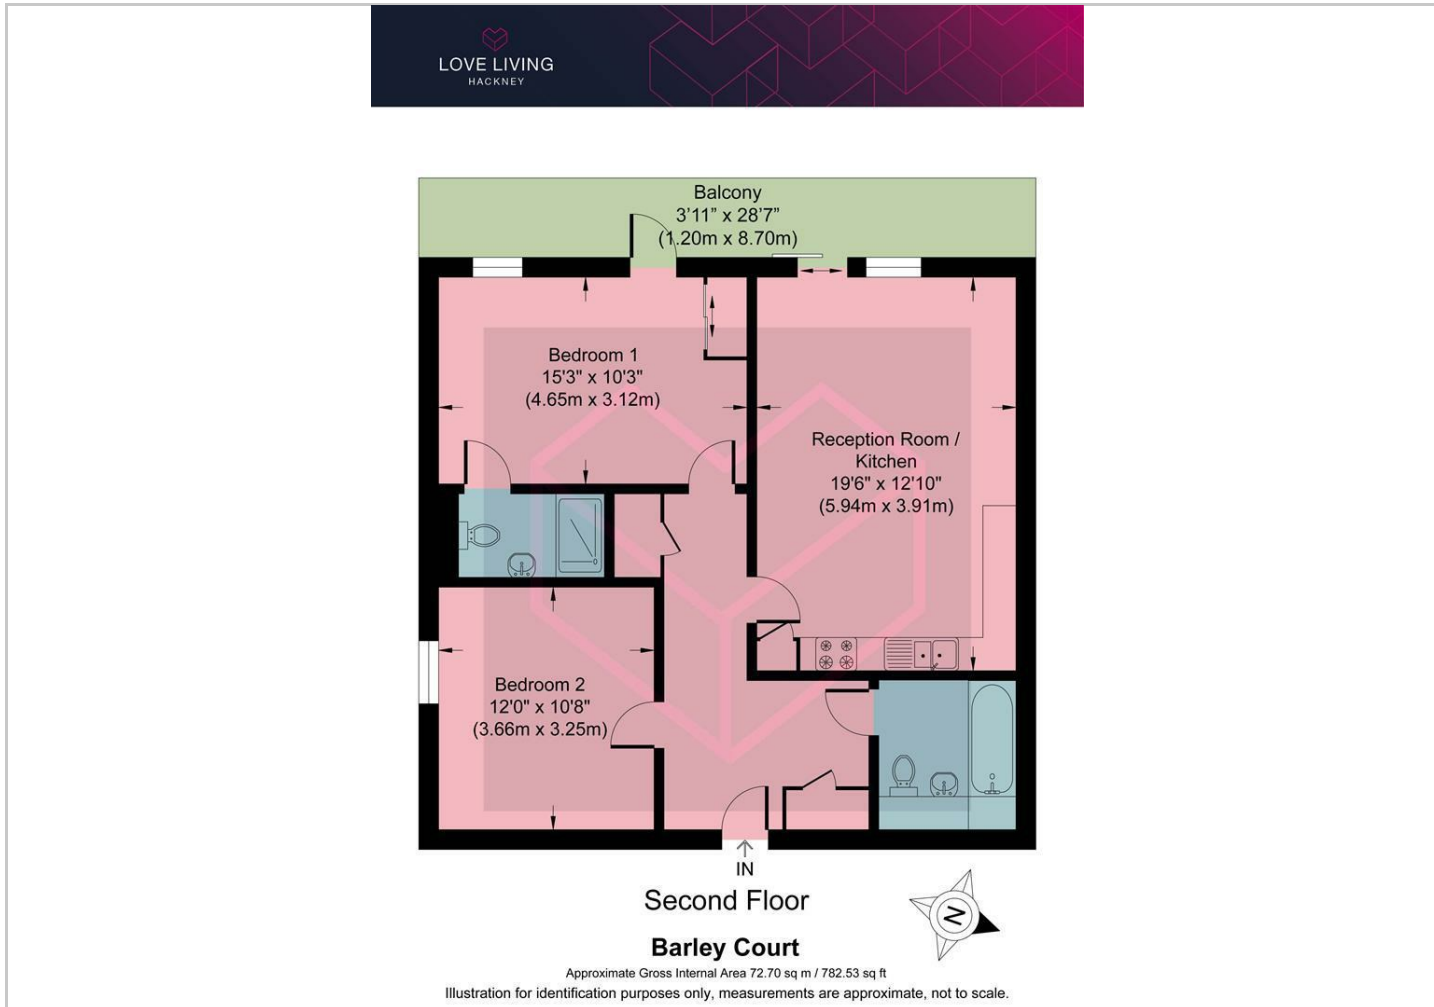 LOVE LIVING
HACKNEY
Balcony
3'11” x 28'7”
(1.20m x 8.70m)
Bedroom 1
15'3" x 10'3"
(4.65m x 3.12m)
Reception Room /
Kitchen
19'6" x 12'10"
(5.94m x 3.91m)
Bedroom 2
12'0" x 10'8"
(3.66m x 3.25m)
IN
Second Floor
N
Barley Court
Approximate Gross Internal Area 72.70 sq m / 782.53 sq ft
Illustration for identification purposes only, measurements are approximate, not to scale.